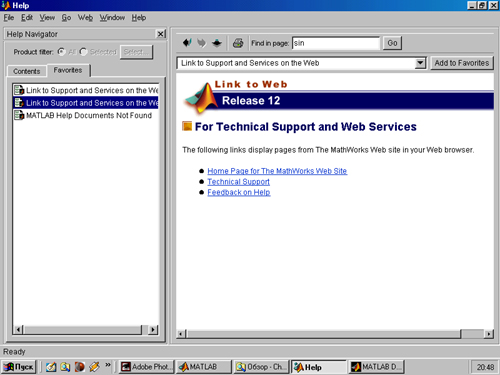 Help
File Edit View Go Web Window Help
Help Navigator
Product filter: All Selected Select...
Contents Favorites
Link to Support and Services on the We
Link to Support and Services on the We
MATLAB Help Documents Not Found
Find in page: sin Go
Link to Support and Services on the Web Add to Favorites
Link to Web
Release 12
For Technical Support and Web Services
The following links display pages from The MathWorks Web site in your Web browser.
Home Page for The MathWorks Web Site
Technical Support
Feedback on Help
Ready
Пуск Adobe Phot... MATLAB Обзор - Ch... Help MATLAB D... 20:48